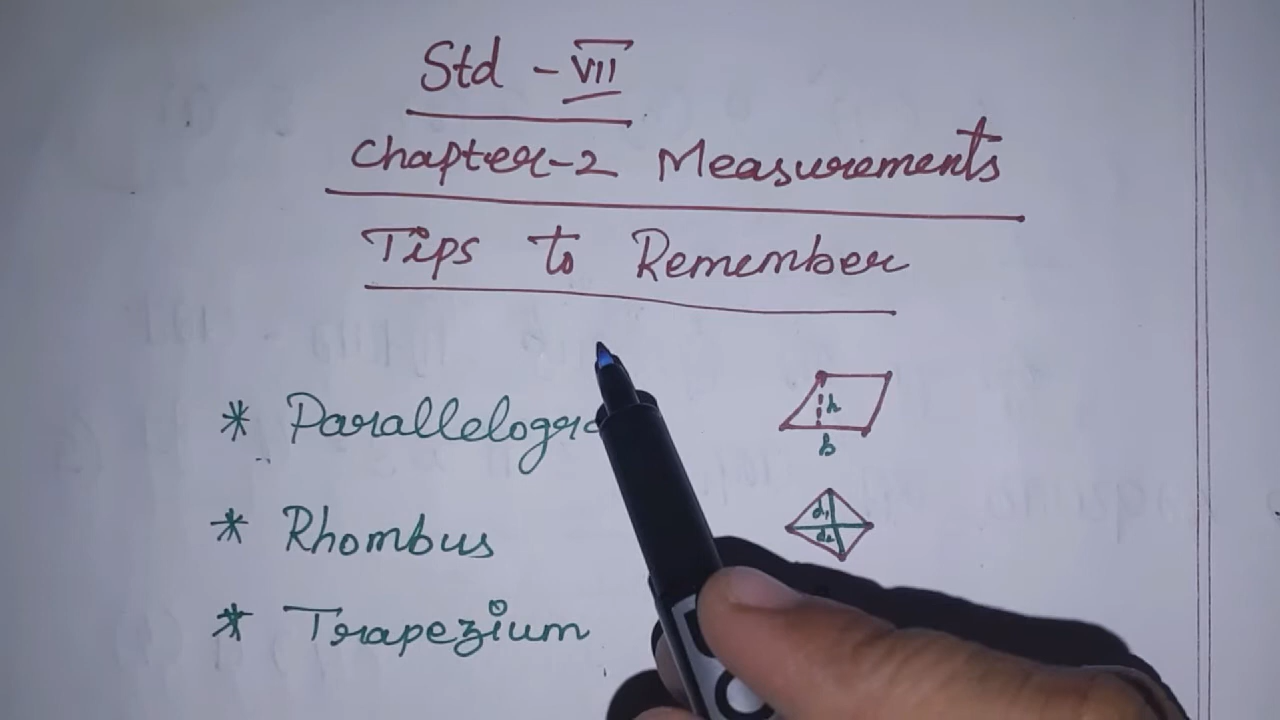 Std - VII
Chapter-2 Measurements
Tips to Remember
* Parallelogra
h
b
* Rhombus
d1
d2
* Trapezium